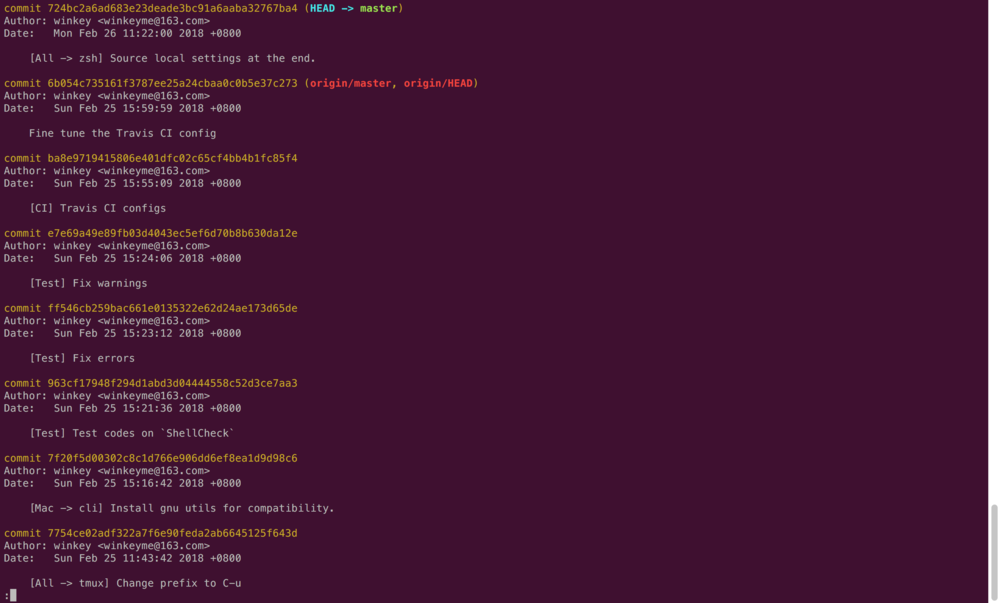 commit 724bc2a6ad683e23deade3bc91a6aaba32767ba4 (HEAD -> master)
Author: winkey <winkeyme@163.com>
Date:   Mon Feb 26 11:22:00 2018 +0800
    [All -> zsh] Source local settings at the end.
commit 6b054c735161f3787ee25a24cbaa0c0b5e37c273 (origin/master, origin/HEAD)
Author: winkey <winkeyme@163.com>
Date:   Sun Feb 25 15:59:59 2018 +0800
    Fine tune the Travis CI config
commit ba8e9719415806e401dfc02c65cf4bb4b1fc85f4
Author: winkey <winkeyme@163.com>
Date:   Sun Feb 25 15:55:09 2018 +0800
    [CI] Travis CI configs
commit e7e69a49e89fb03d4043ec5ef6d70b8b630da12e
Author: winkey <winkeyme@163.com>
Date:   Sun Feb 25 15:24:06 2018 +0800
    [Test] Fix warnings
commit ff546cb259bac661e0135322e62d24ae173d65de
Author: winkey <winkeyme@163.com>
Date:   Sun Feb 25 15:23:12 2018 +0800
    [Test] Fix errors
commit 963cf17948f294d1abd3d04444558c52d3ce7aa3
Author: winkey <winkeyme@163.com>
Date:   Sun Feb 25 15:21:36 2018 +0800
    [Test] Test codes on `ShellCheck`
commit 7f20f5d00302c8c1d766e906dd6ef8ea1d9d98c6
Author: winkey <winkeyme@163.com>
Date:   Sun Feb 25 15:16:42 2018 +0800
    [Mac -> cli] Install gnu utils for compatibility.
commit 7754ce02adf322a7f6e90feda2ab6645125f643d
Author: winkey <winkeyme@163.com>
Date:   Sun Feb 25 11:43:42 2018 +0800
    [All -> tmux] Change prefix to C-u
: